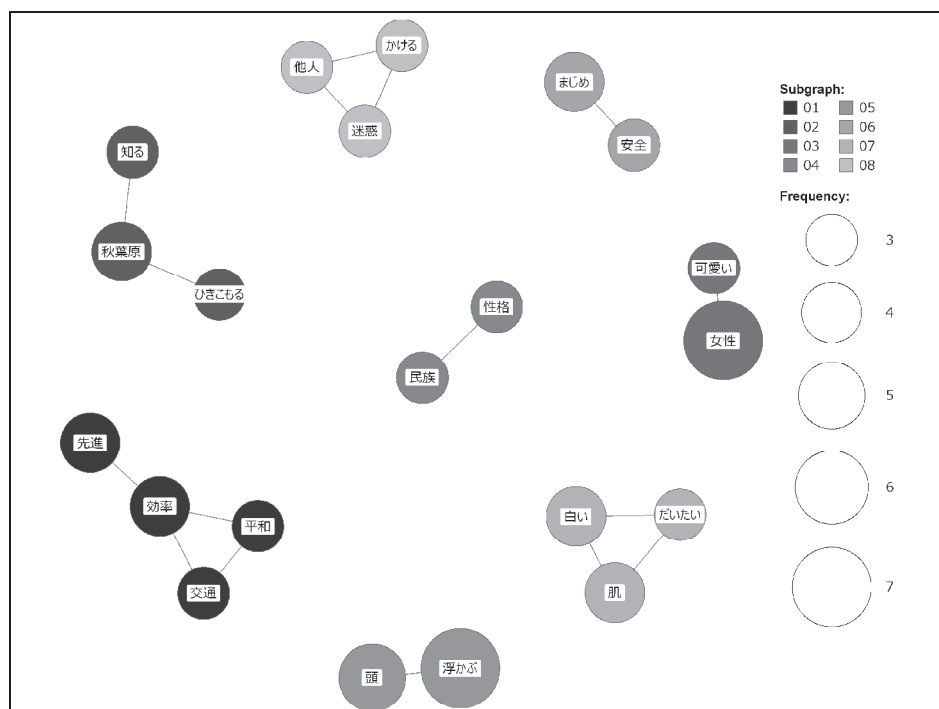 かける
他人
迷惑
まじめ
安全
知る
秋葉原
ひきこもる
性格
民族
可愛い
女性
先進
効率
平和
交通
白い
だいたい
肌
頭
浮かぶ
Subgraph:
01 05
02 06
03 07
04 08
Frequency:
3
4
5
6
7